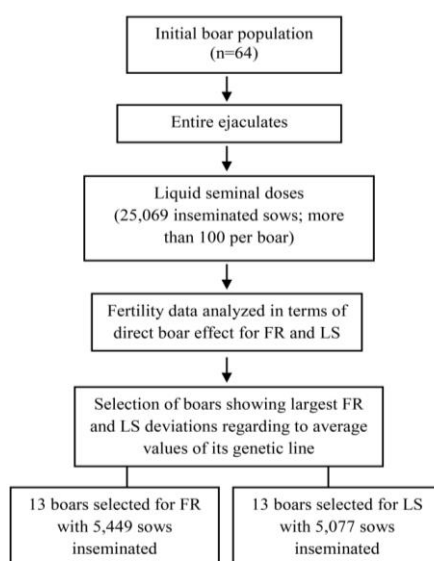 Initial boar population
(n=64)
Entire ejaculates
Liquid seminal doses
(25,069 inseminated sows; more
than 100 per boar)
Fertility data analyzed in terms of
direct boar effect for FR and LS
Selection of boars showing largest FR
and LS deviations regarding to average
values of its genetic line
13 boars selected for FR
with 5,449 sows
inseminated
13 boars selected for LS
with 5,077 sows
inseminated